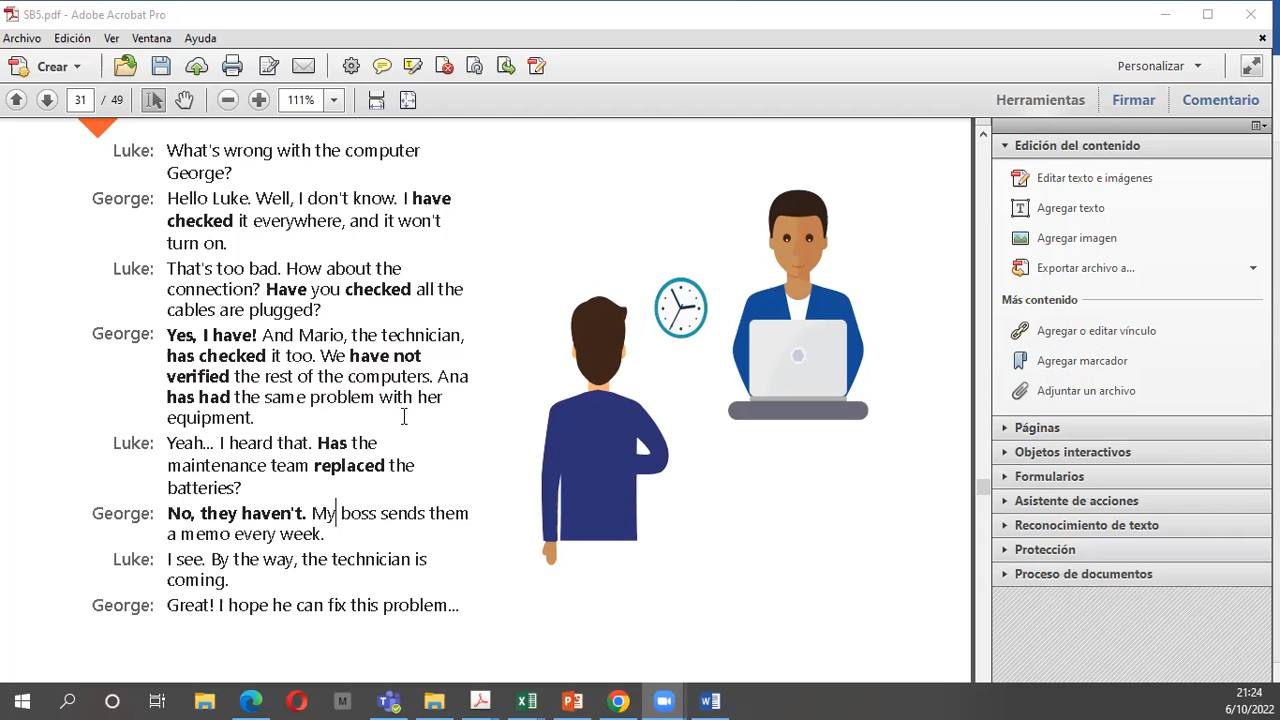 SB5.pdf - Adobe Acrobat Pro
Archivo Edición Ver Ventana Ayuda
Crear
Personalizar
31 / 49
111%
Herramientas Firmar Comentario
Luke: What's wrong with the computer
George?
George: Hello Luke. Well, I don't know. I have
checked it everywhere, and it won't
turn on.
Luke: That's too bad. How about the
connection? Have you checked all the
cables are plugged?
George: Yes, I have! And Mario, the technician,
has checked it too. We have not
verified the rest of the computers. Ana
has had the same problem with her
equipment.
Luke: Yeah... I heard that. Has the
maintenance team replaced the
batteries?
George: No, they haven't. My boss sends them
a memo every week.
Luke: I see. By the way, the technician is
coming.
George: Great! I hope he can fix this problem...
Edición del contenido
Editar texto e imágenes
Agregar texto
Agregar imagen
Exportar archivo a...
Más contenido
Agregar o editar vínculo
Agregar marcador
Adjuntar un archivo
Páginas
Objetos interactivos
Formularios
Asistente de acciones
Reconocimiento de texto
Protección
Proceso de documentos
21:24
6/10/2022